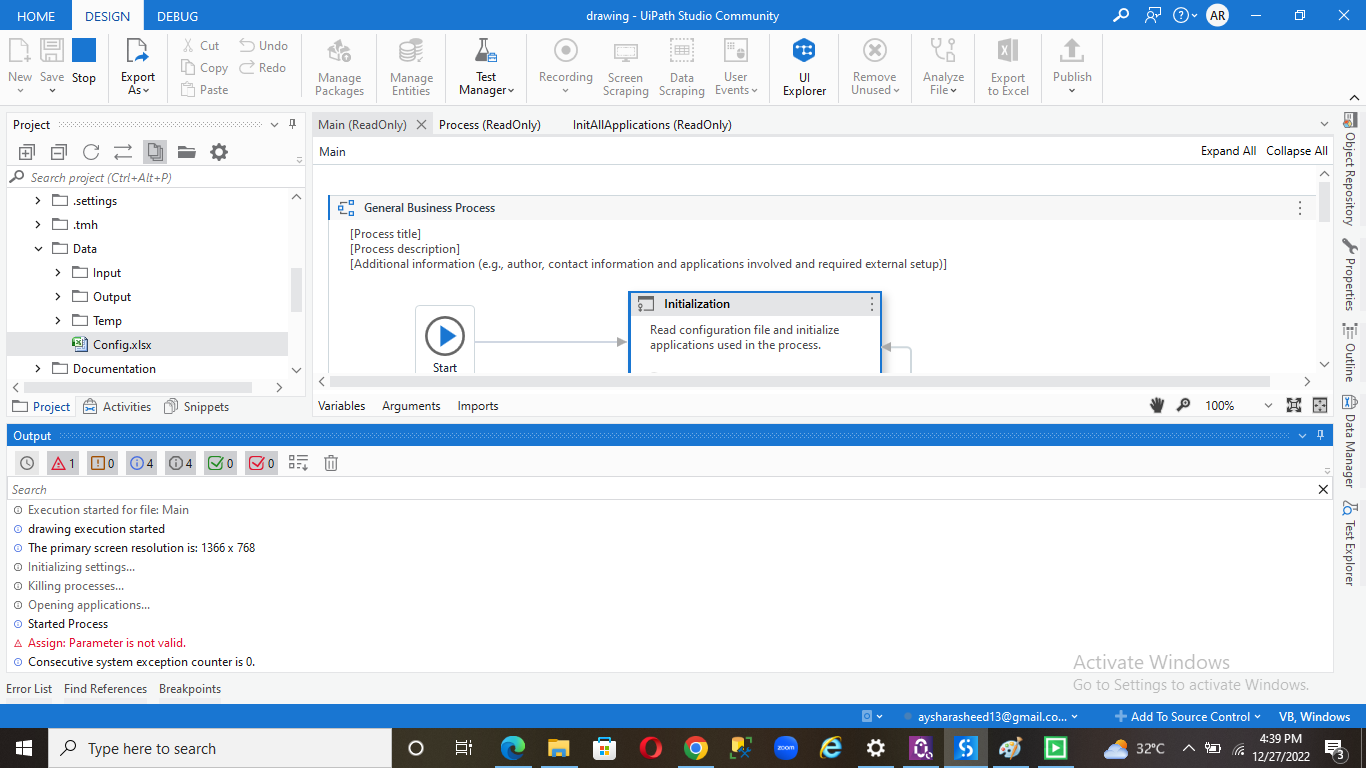 HOME DESIGN DEBUG drawing - UiPath Studio Community AR
New Save Stop Export As Cut Copy Paste Undo Redo Manage Packages Manage Entities Test Manager Recording Screen Scraping Data Scraping User Events UI Explorer Remove Unused Analyze File Export to Excel Publish
Project
Search project (Ctrl+Alt+P)
.settings
.tmh
Data
Input
Output
Temp
Config.xlsx
Documentation
Project Activities Snippets
Main (ReadOnly) Process (ReadOnly) InitAllApplications (ReadOnly)
Main Expand All Collapse All
General Business Process
[Process title]
[Process description]
[Additional information (e.g., author, contact information and applications involved and required external setup)]
Start
Initialization
Read configuration file and initialize
applications used in the process.
Variables Arguments Imports 100%
Object Repository
Properties
Outline
Data Manager
Test Explorer
Output
1 0 4 4 0 0
Search
Execution started for file: Main
drawing execution started
The primary screen resolution is: 1366 x 768
Initializing settings...
Killing processes...
Opening applications...
Started Process
Assign: Parameter is not valid.
Consecutive system exception counter is 0.
Activate Windows
Go to Settings to activate Windows.
Error List Find References Breakpoints
aysharasheed13@gmail.co... Add To Source Control VB, Windows
Type here to search zoom 32°C 4:39 PM
12/27/2022 3